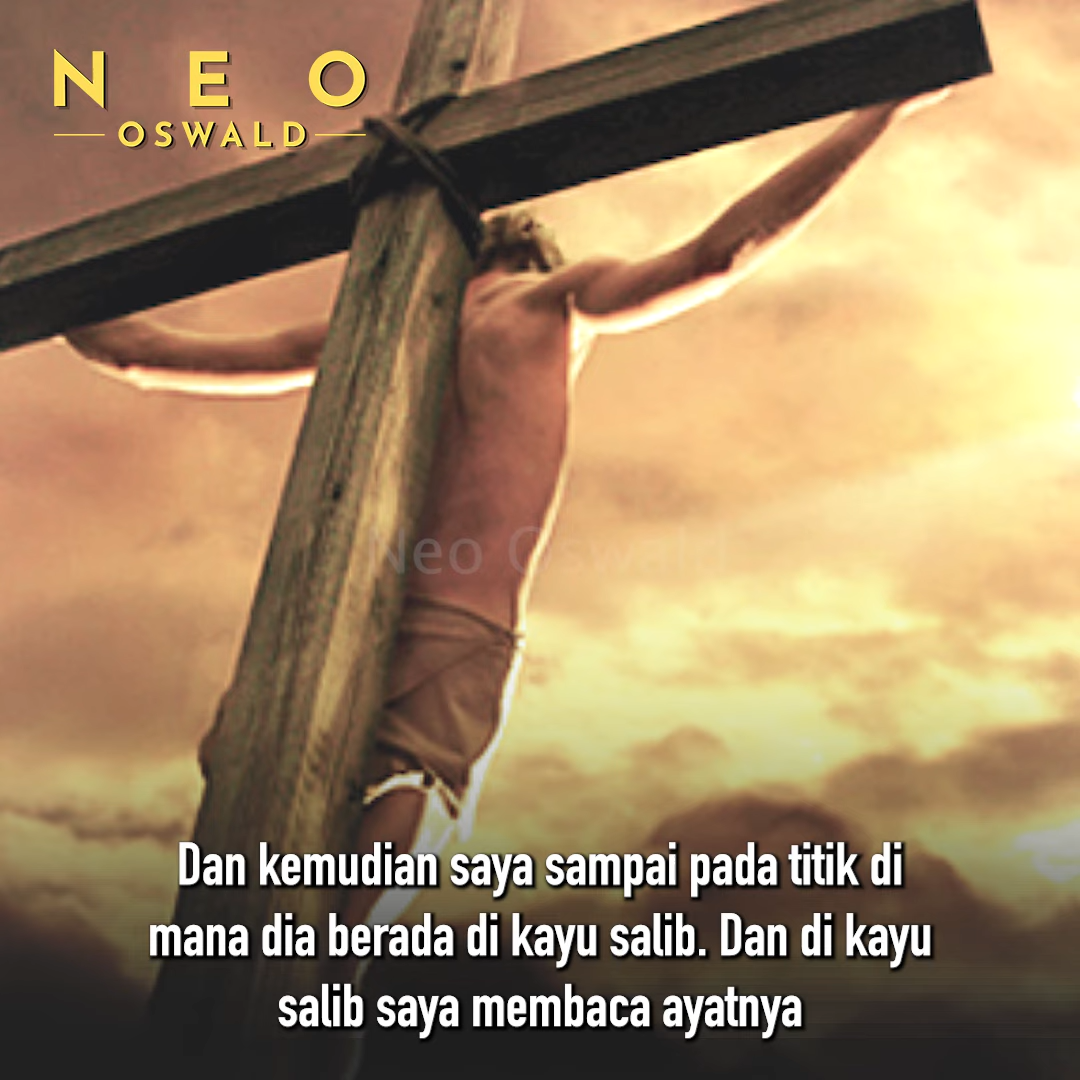 NEO
OSWALD
Neo Oswald
Dan kemudian saya sampai pada titik di
mana dia berada di kayu salib. Dan di kayu
salib saya membaca ayatnya